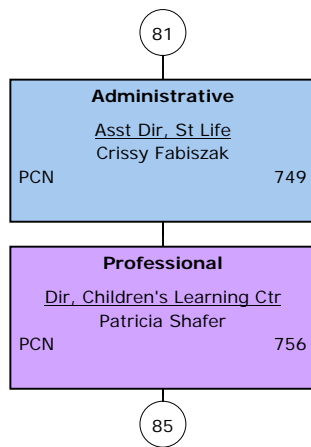 81
Administrative
Asst Dir, St Life
Crissy Fabiszak
PCN 749
Professional
Dir, Children's Learning Ctr
Patricia Shafer
PCN 756
85